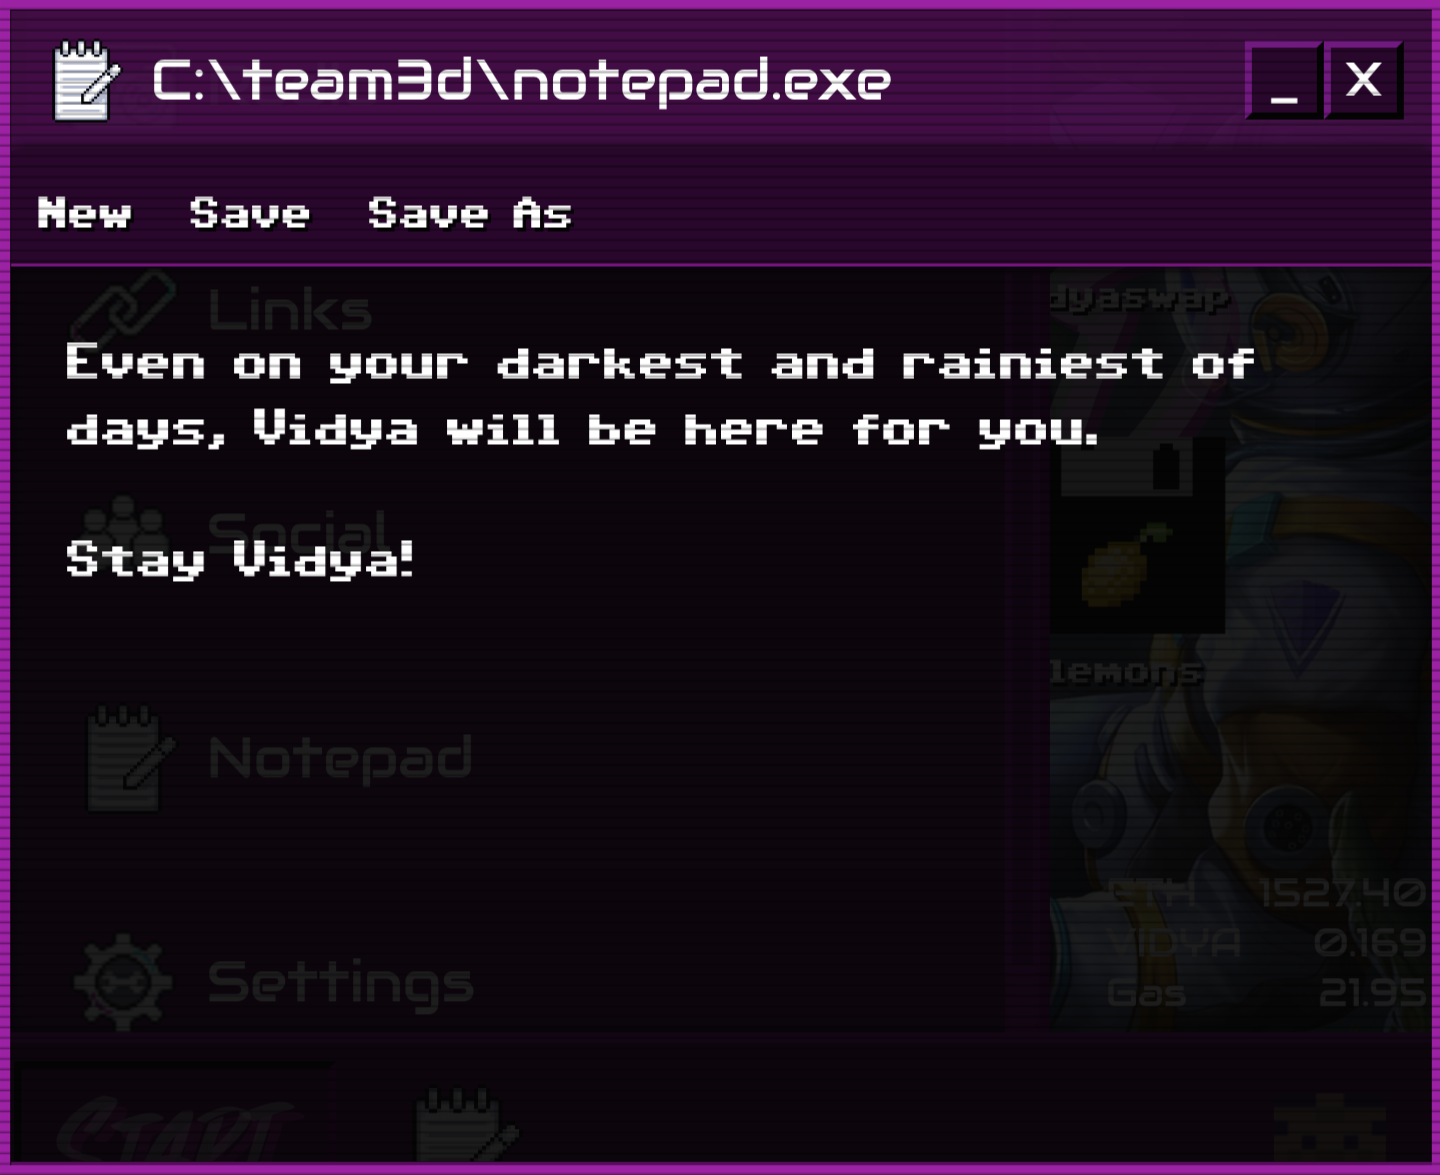 C:\team3d\notepad.exe
_ X
New Save Save As
Links
dyaswap
Even on your darkest and rainiest of
days, Vidya will be here for you.
Social
Stay Vidya!
lemons
Notepad
ETH 1527.40
VIDYA 0.169
Settings
Gas 21.95
START